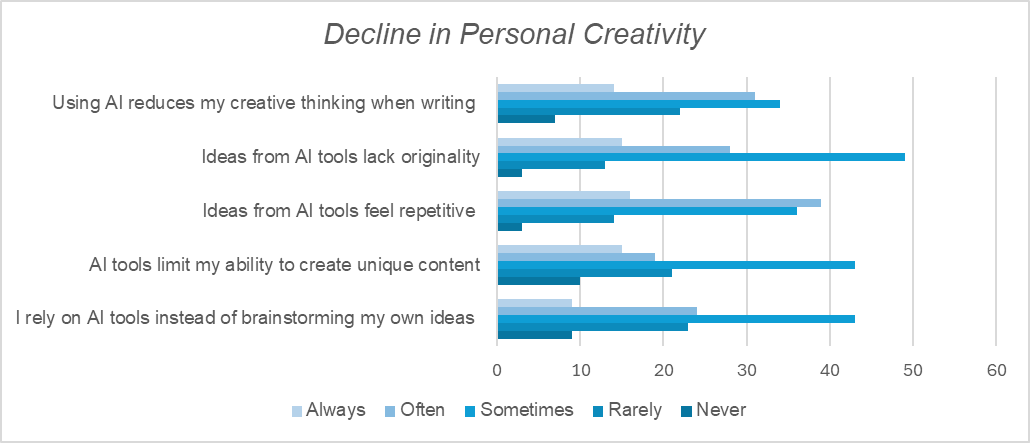 Decline in Personal Creativity
Using AI reduces my creative thinking when writing
Ideas from AI tools lack originality
Ideas from AI tools feel repetitive
AI tools limit my ability to create unique content
I rely on AI tools instead of brainstorming my own ideas
0 10 20 30 40 50 60
Always Often Sometimes Rarely Never